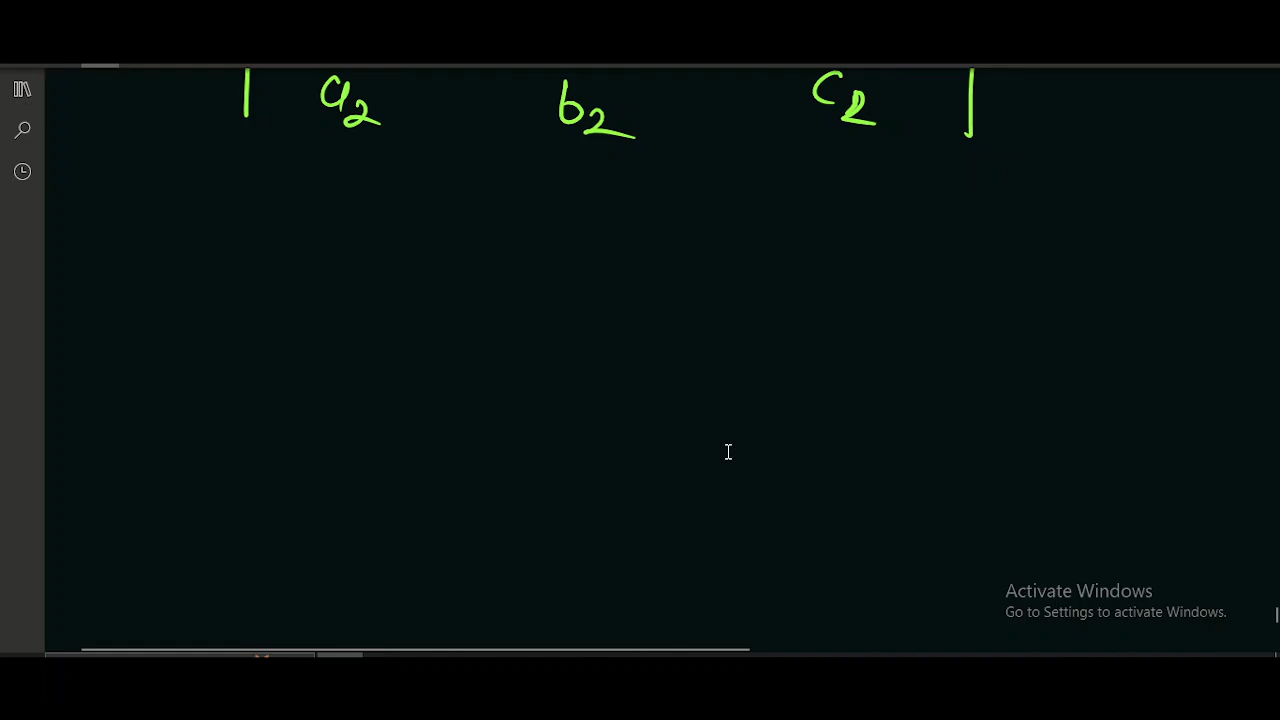 | a₂ b₂ c₂ |
Activate Windows
Go to Settings to activate Windows.